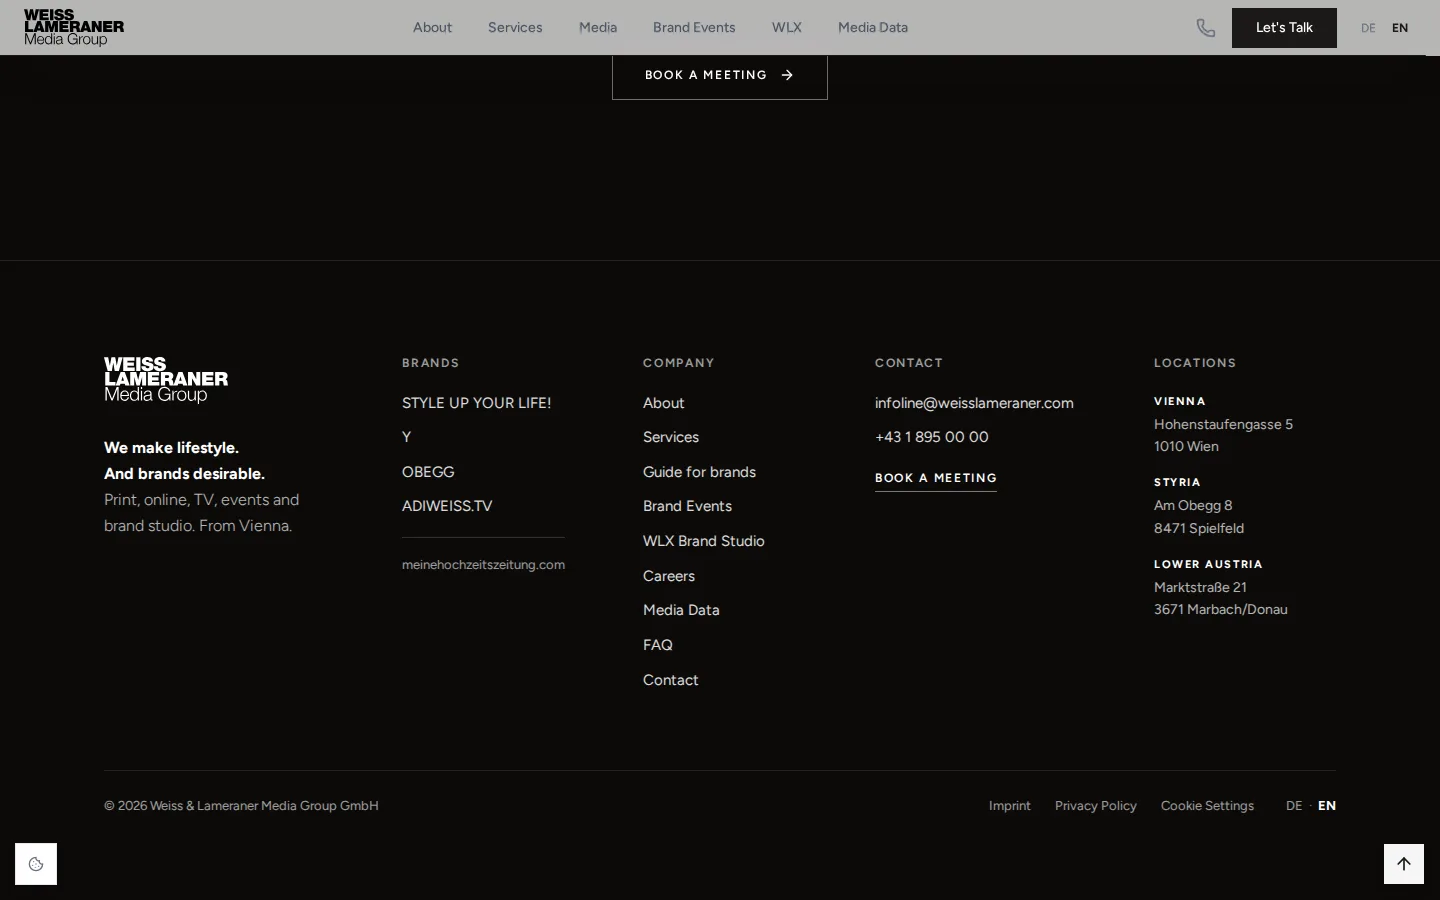 WEISS
LAMERANER
Media Group
About
Services
Media
Brand Events
WLX
Media Data
Let's Talk
DE
EN
BOOK A MEETING
WEISS
LAMERANER
Media Group
We make lifestyle.
And brands desirable.
Print, online, TV, events and
brand studio. From Vienna.
BRANDS
STYLE UP YOUR LIFE!
Y
OBEGG
ADIWEISS.TV
meinehochzeitszeitung.com
COMPANY
About
Services
Guide for brands
Brand Events
WLX Brand Studio
Careers
Media Data
FAQ
Contact
CONTACT
infoline@weisslameraner.com
+43 1 895 00 00
BOOK A MEETING
LOCATIONS
VIENNA
Hohenstaufengasse 5
1010 Wien
STYRIA
Am Obegg 8
8471 Spielfeld
LOWER AUSTRIA
Marktstraße 21
3671 Marbach/Donau
© 2026 Weiss & Lameraner Media Group GmbH
Imprint
Privacy Policy
Cookie Settings
DE · EN